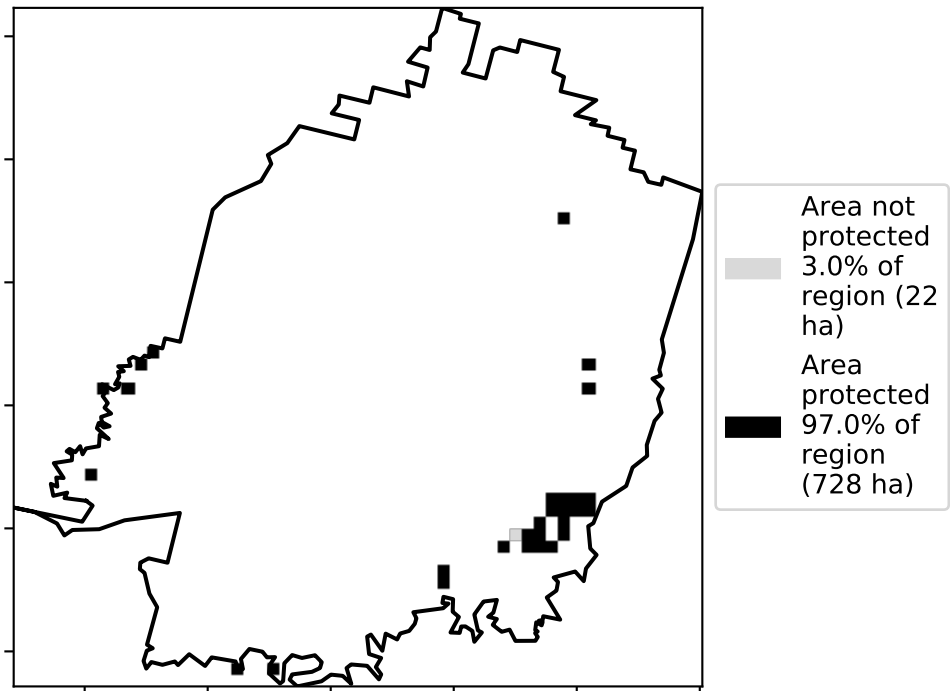 Area not
protected
3.0% of
region (22
ha)
Area
protected
97.0% of
region
(728 ha)